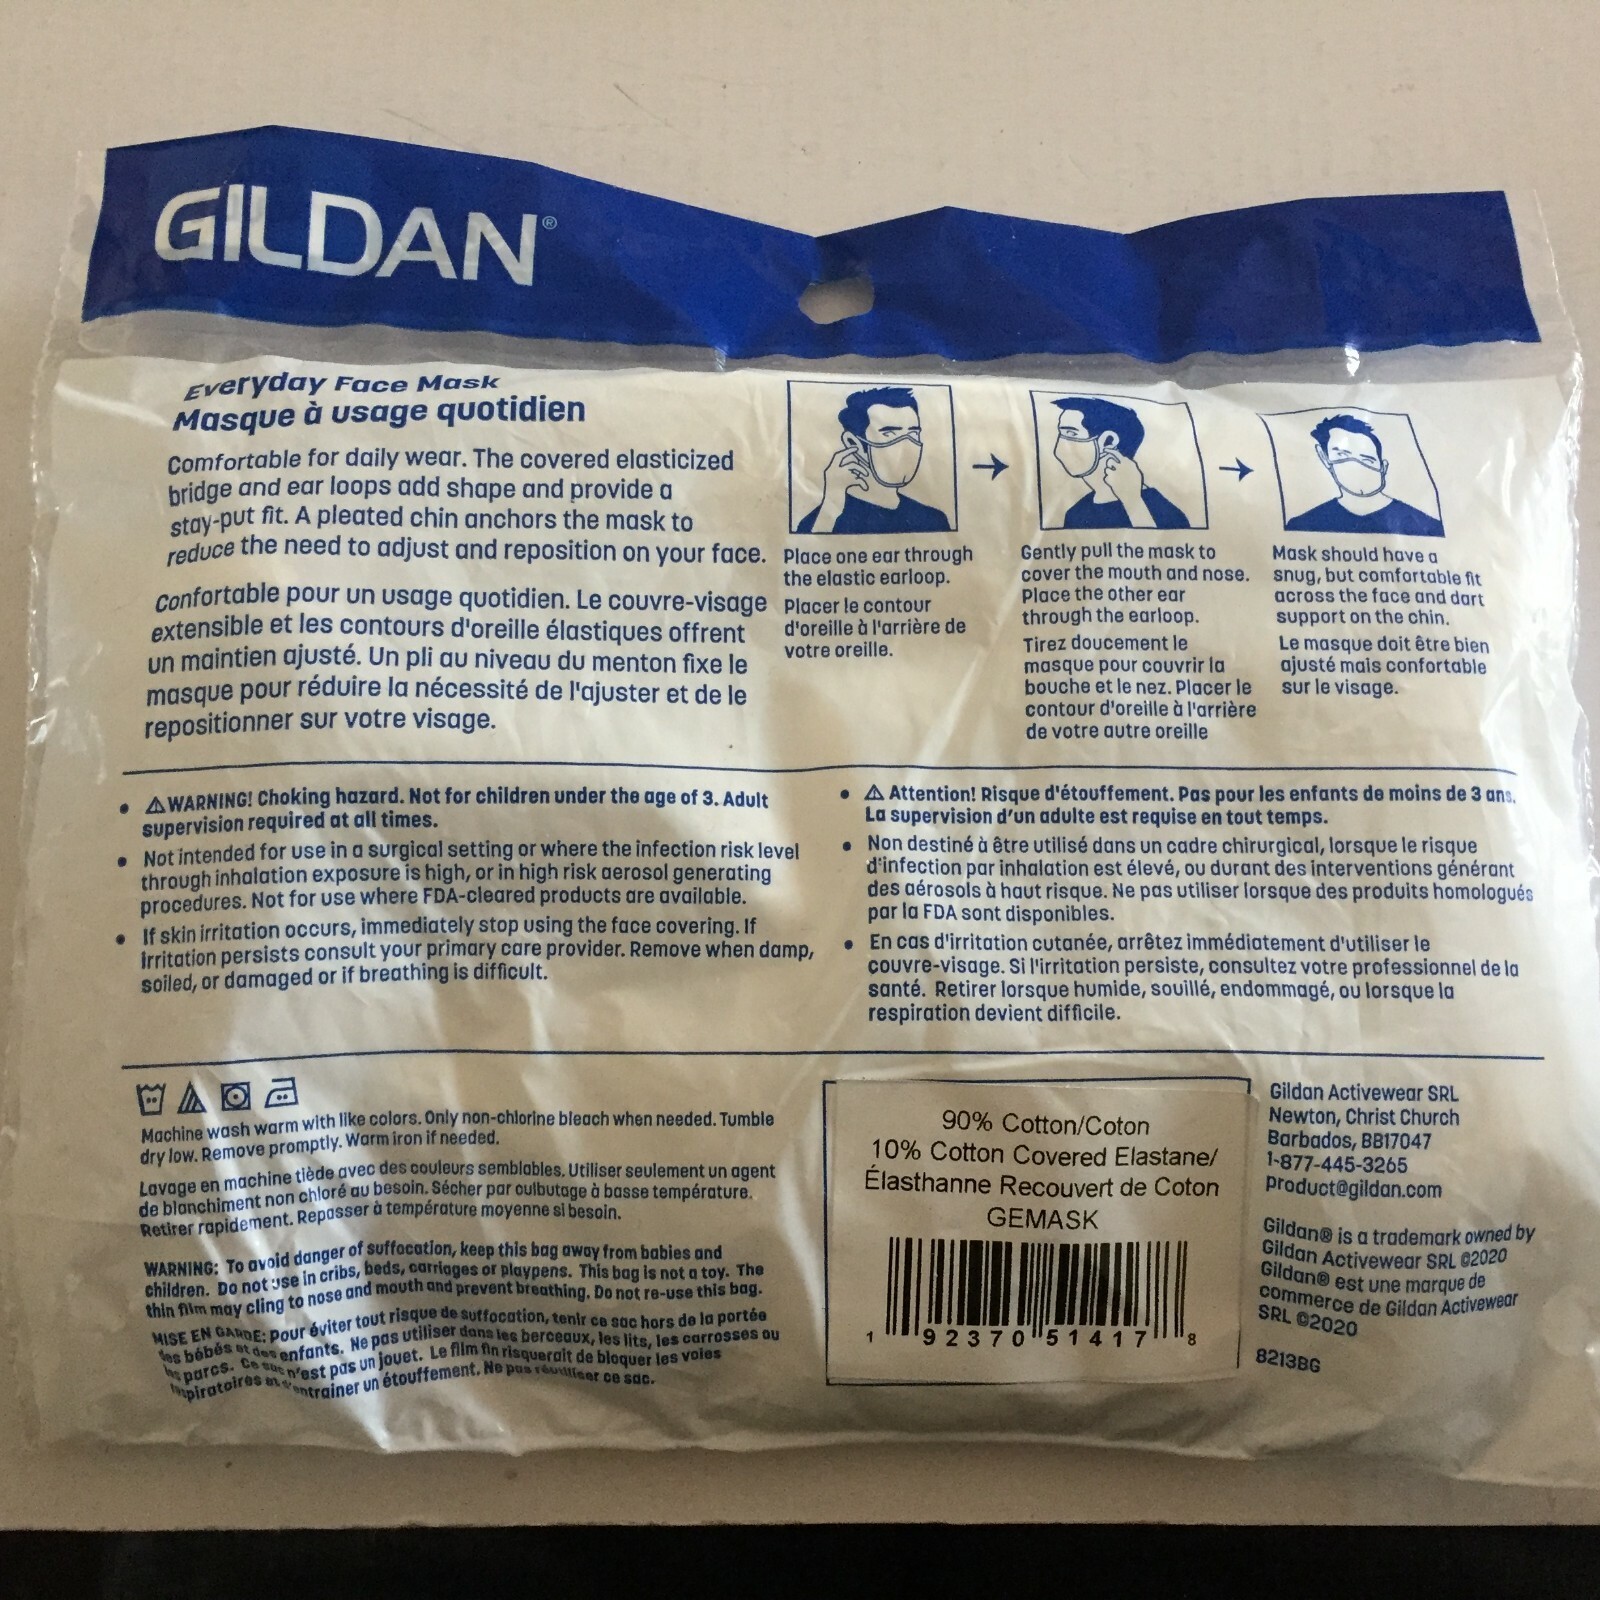 GILDAN®
Everyday Face Mask
Masque à usage quotidien
Comfortable for daily wear. The covered elasticized
bridge and ear loops add shape and provide a
stay-put fit. A pleated chin anchors the mask to
reduce the need to adjust and reposition on your face.
Confortable pour un usage quotidien. Le couvre-visage
extensible et les contours d'oreille élastiques offrent
un maintien ajusté. Un pli au niveau du menton fixe le
masque pour réduire la nécessité de l'ajuster et de le
repositionner sur votre visage.
Place one ear through
the elastic earloop.
Placer le contour
d'oreille à l'arrière de
votre oreille.
Gently pull the mask to
cover the mouth and nose.
Place the other ear
through the earloop.
Tirez doucement le
masque pour couvrir la
bouche et le nez. Placer le
contour d'oreille à l'arrière
de votre autre oreille
Mask should have a
snug, but comfortable fit
across the face and dart
support on the chin.
Le masque doit être bien
ajusté mais confortable
sur le visage.
• ⚠WARNING! Choking hazard. Not for children under the age of 3. Adult
supervision required at all times.
• Not intended for use in a surgical setting or where the infection risk level
through inhalation exposure is high, or in high risk aerosol generating
procedures. Not for use where FDA-cleared products are available.
• If skin irritation occurs, immediately stop using the face covering. If
Irritation persists consult your primary care provider. Remove when damp,
soiled, or damaged or if breathing is difficult.
• ⚠ Attention! Risque d'étouffement. Pas pour les enfants de moins de 3 ans.
La supervision d'un adulte est requise en tout temps.
• Non destiné à être utilisé dans un cadre chirurgical, lorsque le risque
d'infection par inhalation est élevé, ou durant des interventions générant
des aérosols à haut risque. Ne pas utiliser lorsque des produits homologués
par la FDA sont disponibles.
• En cas d'irritation cutanée, arrêtez immédiatement d'utiliser le
couvre-visage. Si l'irritation persiste, consultez votre professionnel de la
santé. Retirer lorsque humide, souillé, endommagé, ou lorsque la
respiration devient difficile.
Machine wash warm with like colors. Only non-chlorine bleach when needed. Tumble
dry low. Remove promptly. Warm iron if needed.
Lavage en machine tiède avec des couleurs semblables. Utiliser seulement un agent
de blanchiment non chloré au besoin. Sécher par culbutage à basse température.
Retirer rapidement. Repasser à température moyenne si besoin.
WARNING: To avoid danger of suffocation, keep this bag away from babies and
children. Do not use in cribs, beds, carriages or playpens. This bag is not a toy. The
thin film may cling to nose and mouth and prevent breathing. Do not re-use this bag.
MISE EN GARDE: Pour éviter tout risque de suffocation, tenir ce sac hors de la portée
des bébés et des enfants. Ne pas utiliser dans les berceaux, les lits, les carrosses ou
les parcs. Ce sac n'est pas un jouet. Le film fin risquerait de bloquer les voies
respiratoires et s'entrainer un étouffement. Ne pas réutiliser ce sac.
90% Cotton/Coton
10% Cotton Covered Elastane/
Élasthanne Recouvert de Coton
GEMASK
1 92370 51417 8
Gildan Activewear SRL
Newton, Christ Church
Barbados, BB17047
1-877-445-3265
product@gildan.com
Gildan® is a trademark owned by
Gildan Activewear SRL ©2020
Gildan® est une marque de
commerce de Gildan Activewear
SRL ©2020
8213BG